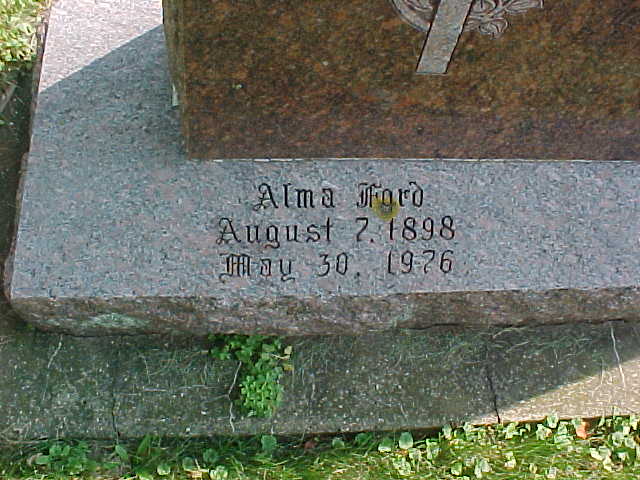 Alma Ford
August 7, 1898
May 30, 1976